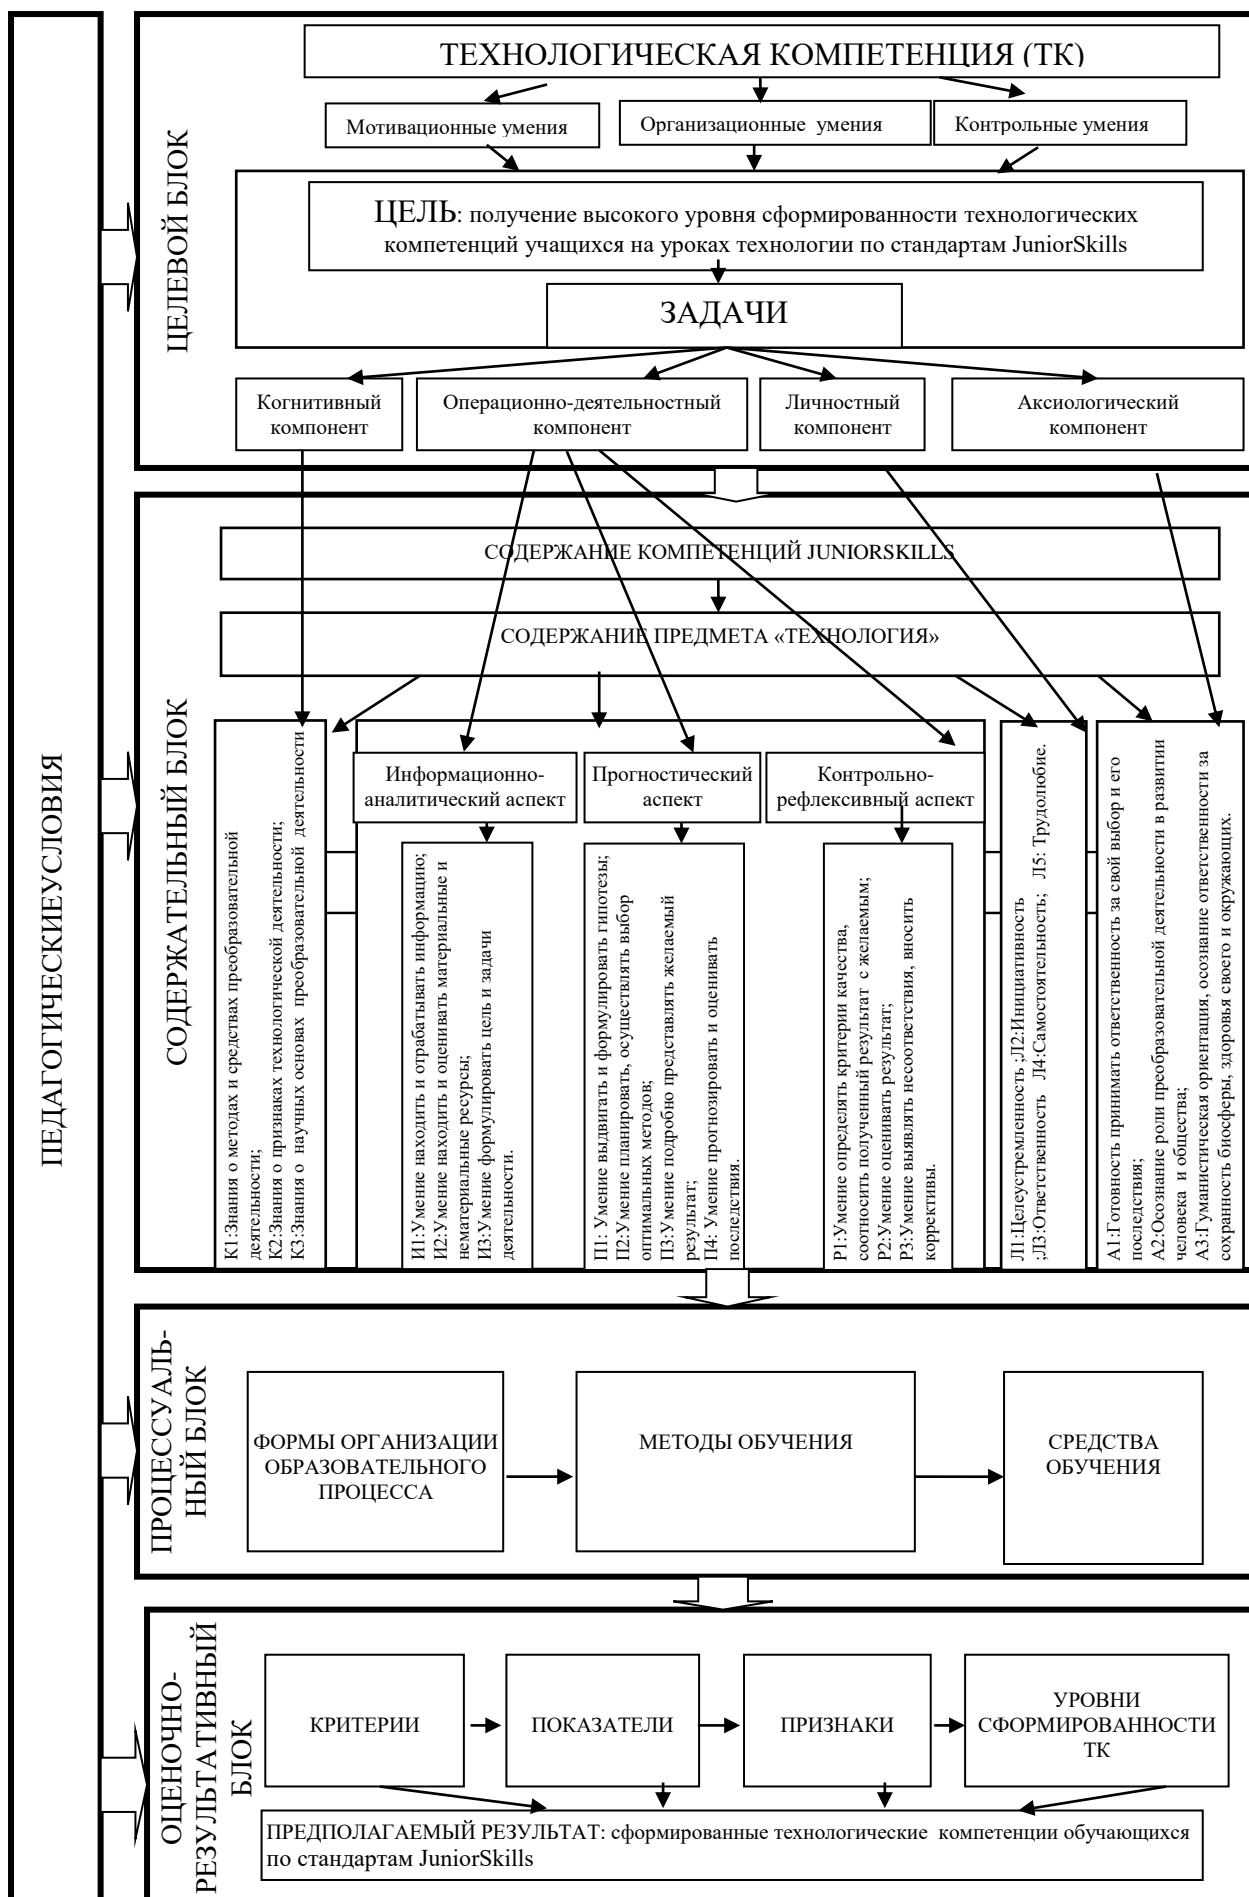 ПЕДАГОГИЧЕСКИЕУСЛОВИЯ
ЦЕЛЕВОЙ БЛОК
ТЕХНОЛОГИЧЕСКАЯ КОМПЕТЕНЦИЯ (ТК)
Мотивационные умения
Организационные умения
Контрольные умения
ЦЕЛЬ: получение высокого уровня сформированности технологических
компетенций учащихся на уроках технологии по стандартам JuniorSkills
ЗАДАЧИ
Когнитивный
компонент
Операционно-деятельностный
компонент
Личностный
компонент
Аксиологический
компонент
СОДЕРЖАТЕЛЬНЫЙ БЛОК
СОДЕРЖАНИЕ КОМПЕТЕНЦИЙ JUNIORSKILLS
СОДЕРЖАНИЕ ПРЕДМЕТА «ТЕХНОЛОГИЯ»
К1:Знания о методах и средствах преобразовательной
деятельности;
К2:Знания о признаках технологической деятельности;
К3:Знания о научных основах преобразовательной деятельности
Информационно-
аналитический аспект
И1:Умение находить и отрабатывать информацию;
И2:Умение находить и оценивать материальные и
нематериальные ресурсы;
И3:Умение формулировать цель и задачи
деятельности.
Прогностический
аспект
П1: Умение выдвигать и формулировать гипотезы;
П2:Умение планировать, осуществлять выбор
оптимальных методов;
П3:Умение подробно представлять желаемый
результат;
П4: Умение прогнозировать и оценивать
последствия.
Контрольно-
рефлексивный аспект
Р1:Умение определять критерии качества,
соотносить полученный результат с желаемым;
Р2:Умение оценивать результат;
Р3:Умение выявлять несоответствия, вносить
коррективы.
Л1:Целеустремленность ;Л2:Инициативность
;Л3:Ответственность Л4:Самостоятельность; Л5: Трудолюбие.
А1:Готовность принимать ответственность за свой выбор и его
последствия;
А2:Осознание роли преобразовательной деятельности в развитии
человека и общества;
А3:Гуманистическая ориентация, осознание ответственности за
сохранность биосферы, здоровья своего и окружающих.
ПРОЦЕССУАЛЬ-
НЫЙ БЛОК
ФОРМЫ ОРГАНИЗАЦИИ
ОБРАЗОВАТЕЛЬНОГО
ПРОЦЕССА
МЕТОДЫ ОБУЧЕНИЯ
СРЕДСТВА
ОБУЧЕНИЯ
ОЦЕНОЧНО-
РЕЗУЛЬТАТИВНЫЙ
БЛОК
КРИТЕРИИ
ПОКАЗАТЕЛИ
ПРИЗНАКИ
УРОВНИ
СФОРМИРОВАННОСТИ
ТК
ПРЕДПОЛАГАЕМЫЙ РЕЗУЛЬТАТ: сформированные технологические компетенции обучающихся
по стандартам JuniorSkills